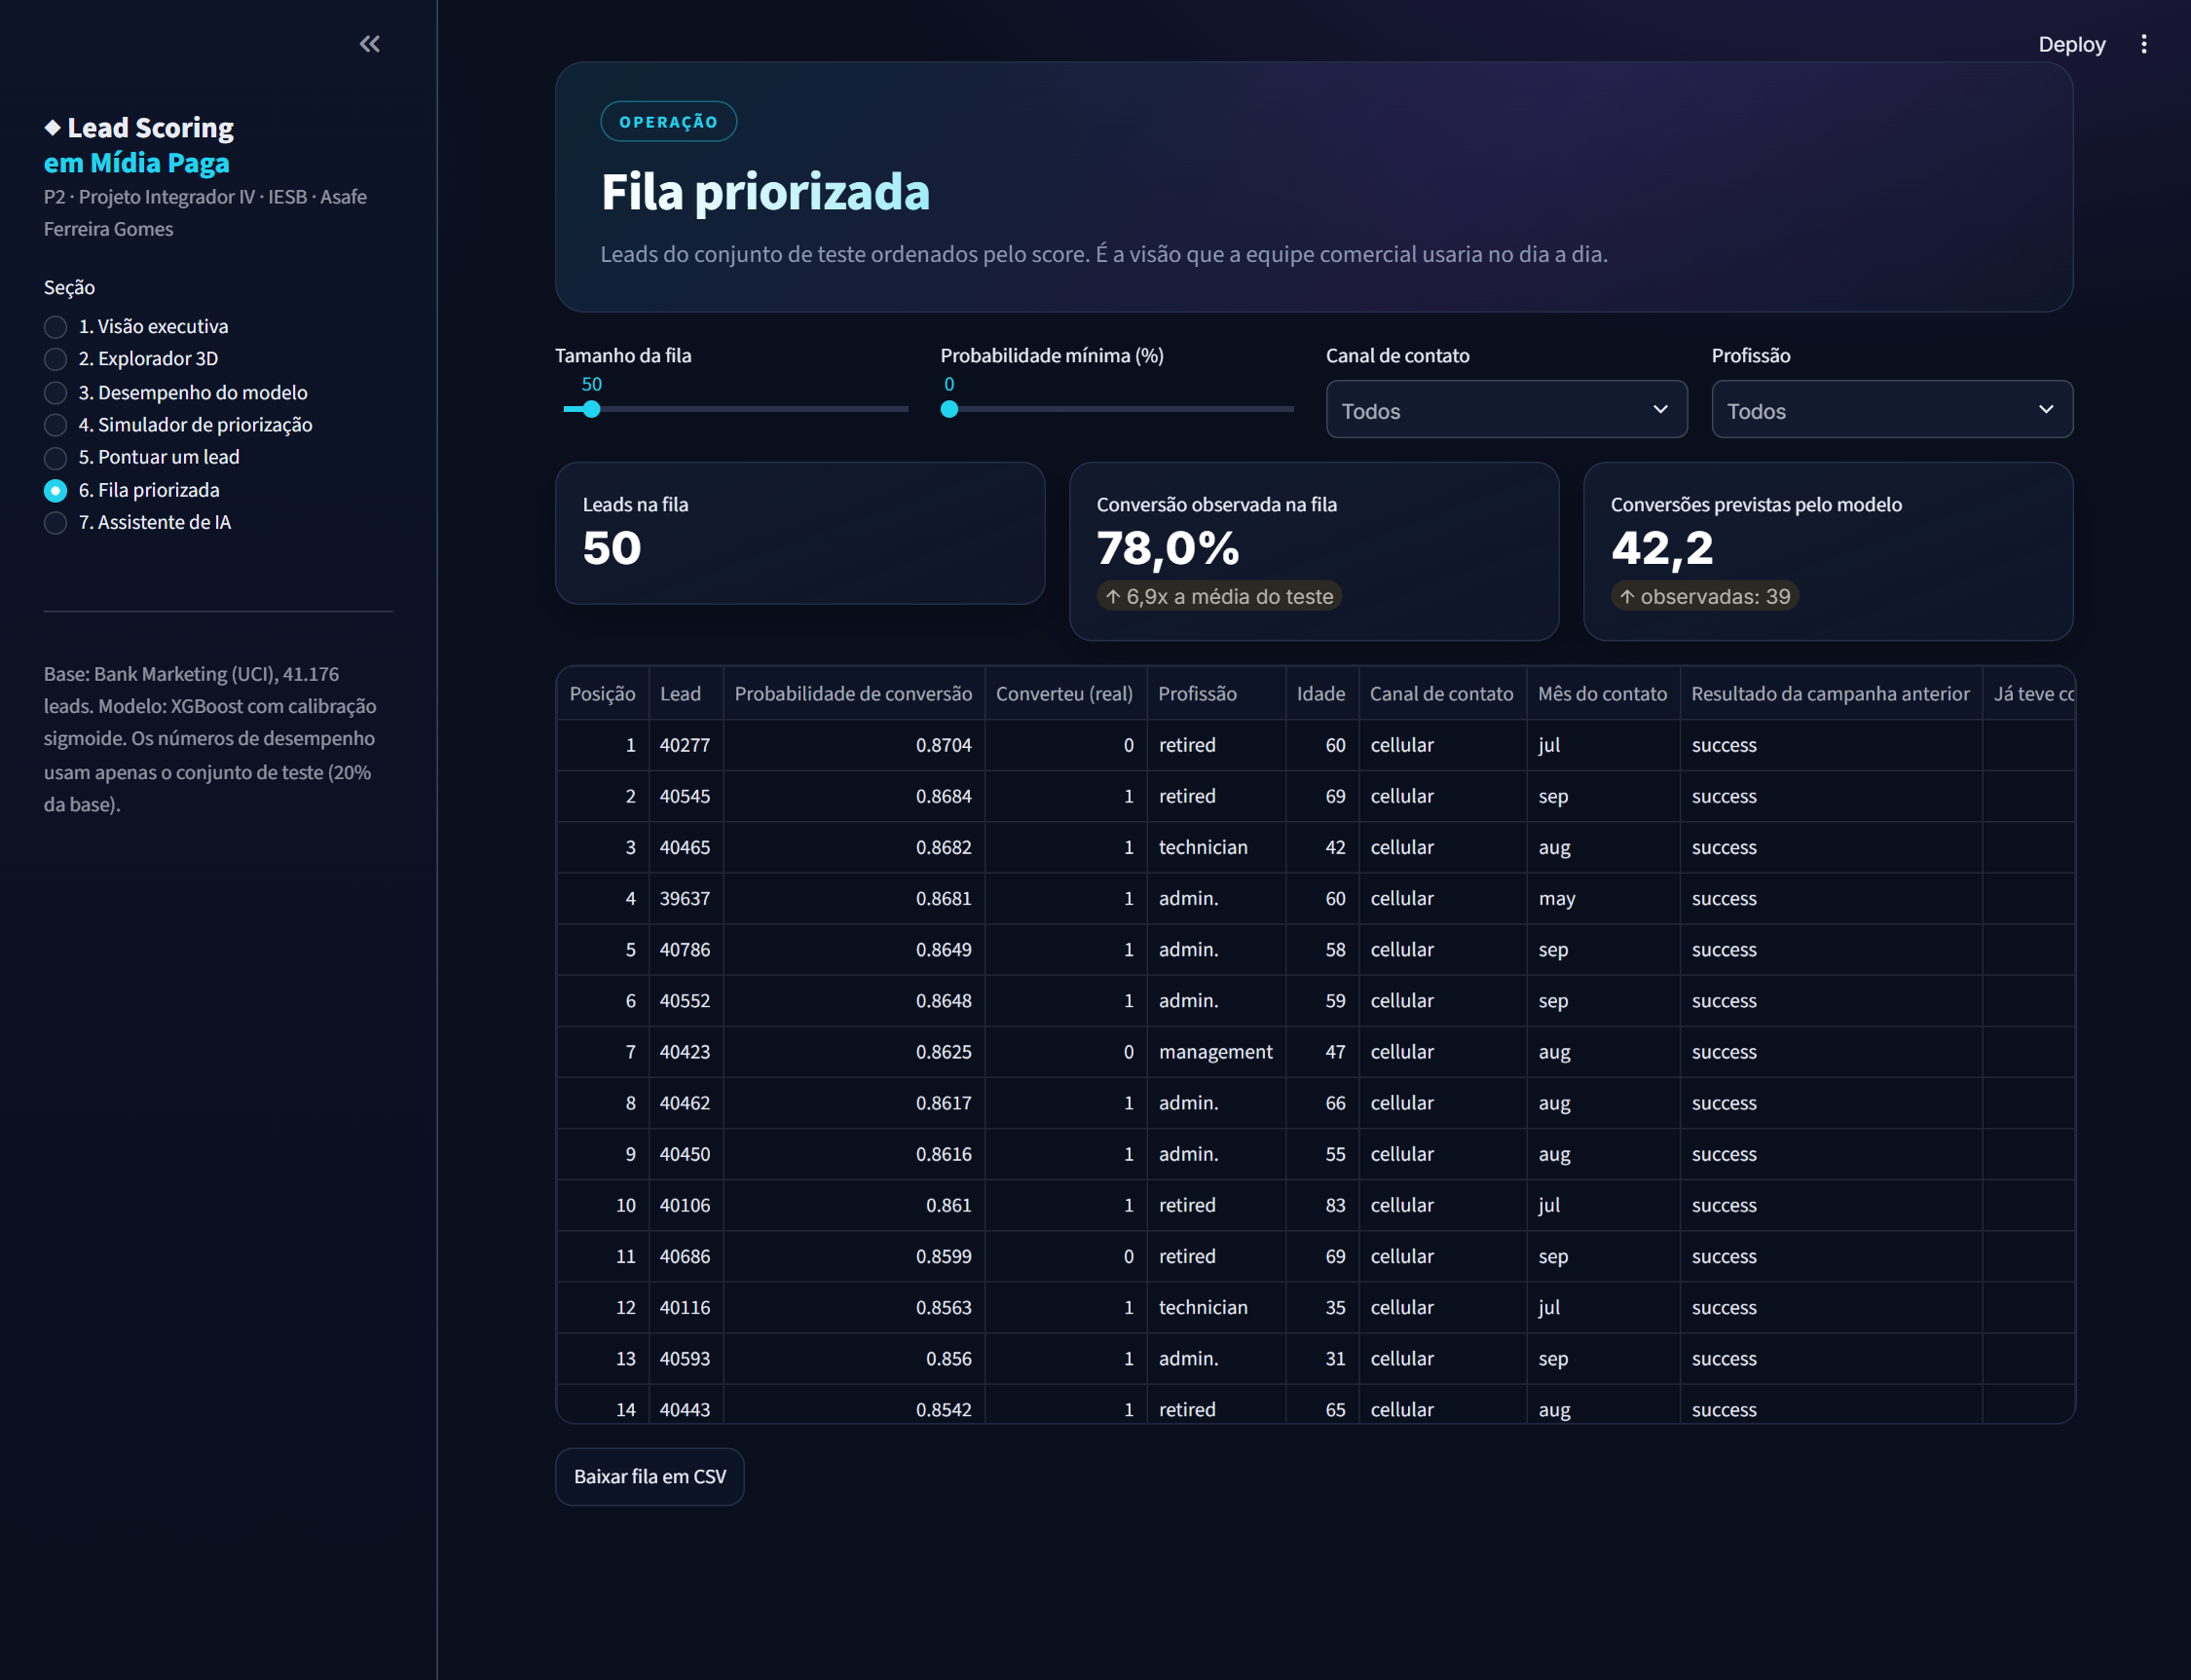 Deploy
◆ Lead Scoring
em Mídia Paga
P2 · Projeto Integrador IV · IESB · Asafe
Ferreira Gomes
Seção
1. Visão executiva
2. Explorador 3D
3. Desempenho do modelo
4. Simulador de priorização
5. Pontuar um lead
6. Fila priorizada
7. Assistente de IA
Base: Bank Marketing (UCI), 41.176
leads. Modelo: XGBoost com calibração
sigmoide. Os números de desempenho
usam apenas o conjunto de teste (20%
da base).
OPERAÇÃO
Fila priorizada
Leads do conjunto de teste ordenados pelo score. É a visão que a equipe comercial usaria no dia a dia.
Tamanho da fila Probabilidade mínima (%) Canal de contato Profissão
50 0
Todos Todos
Leads na fila Conversão observada na fila Conversões previstas pelo modelo
50 78,0% 42,2
↑ 6,9x a média do teste ↑ observadas: 39
Posição Lead Probabilidade de conversão Converteu (real) Profissão Idade Canal de contato Mês do contato Resultado da campanha anterior Já teve
1 40277 0.8704 0 retired 60 cellular jul success
2 40545 0.8684 1 retired 69 cellular sep success
3 40465 0.8682 1 technician 42 cellular aug success
4 39637 0.8681 1 admin. 60 cellular may success
5 40786 0.8649 1 admin. 58 cellular sep success
6 40552 0.8648 1 admin. 59 cellular sep success
7 40423 0.8625 0 management 47 cellular aug success
8 40462 0.8617 1 admin. 66 cellular aug success
9 40450 0.8616 1 admin. 55 cellular aug success
10 40106 0.861 1 retired 83 cellular jul success
11 40686 0.8599 0 retired 69 cellular sep success
12 40116 0.8563 1 technician 35 cellular jul success
13 40593 0.856 1 admin. 31 cellular sep success
14 40443 0.8542 1 retired 65 cellular aug success
Baixar fila em CSV